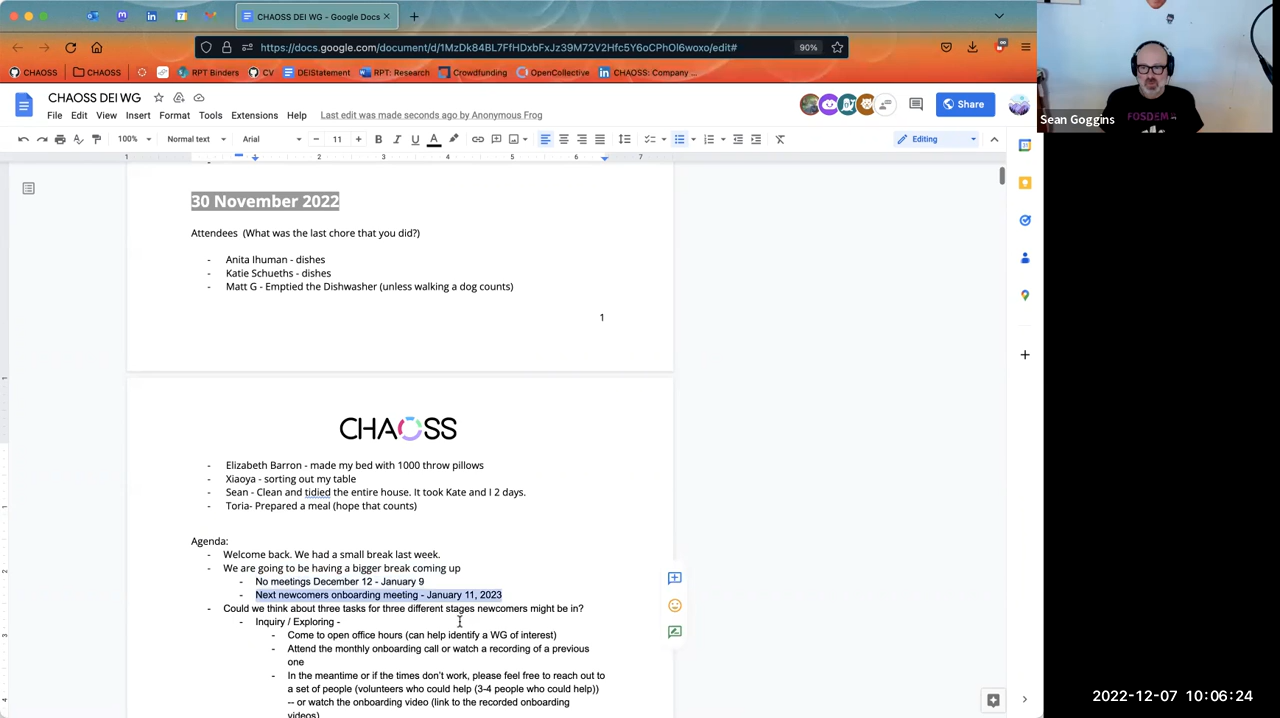 CHAOSS DEI WG - Google Docs
https://docs.google.com/document/d/1MzDk84BL7FfHDxbFxJz39M72V2Hfc5Y6oCPhOl6woxo/edit#
90%
CHAOSS
CHAOSS
RPT Binders
CV
DEIStatement
RPT: Research
Crowdfunding
OpenCollective
CHAOSS: Company ...
CHAOSS DEI WG
File Edit View Insert Format Tools Extensions Help
Last edit was made seconds ago by Anonymous Frog
Share
100%
Normal text
Arial
11
Editing
1 2 3 4 5 6 7
30 November 2022
Attendees (What was the last chore that you did?)
- Anita Ihuman - dishes
- Katie Schueths - dishes
- Matt G - Emptied the Dishwasher (unless walking a dog counts)
1
CHAOSS
- Elizabeth Barron - made my bed with 1000 throw pillows
- Xiaoya - sorting out my table
- Sean - Clean and tidied the entire house. It took Kate and I 2 days.
- Toria- Prepared a meal (hope that counts)
Agenda:
- Welcome back. We had a small break last week.
- We are going to be having a bigger break coming up
- No meetings December 12 - January 9
- Next newcomers onboarding meeting - January 11, 2023
- Could we think about three tasks for three different stages newcomers might be in?
- Inquiry / Exploring -
- Come to open office hours (can help identify a WG of interest)
- Attend the monthly onboarding call or watch a recording of a previous
one
- In the meantime or if the times don't work, please feel free to reach out to
a set of people (volunteers who could help (3-4 people who could help))
-- or watch the onboarding video (link to the recorded onboarding
videos)
Sean Goggins
FOSDEM
2022-12-07 10:06:24